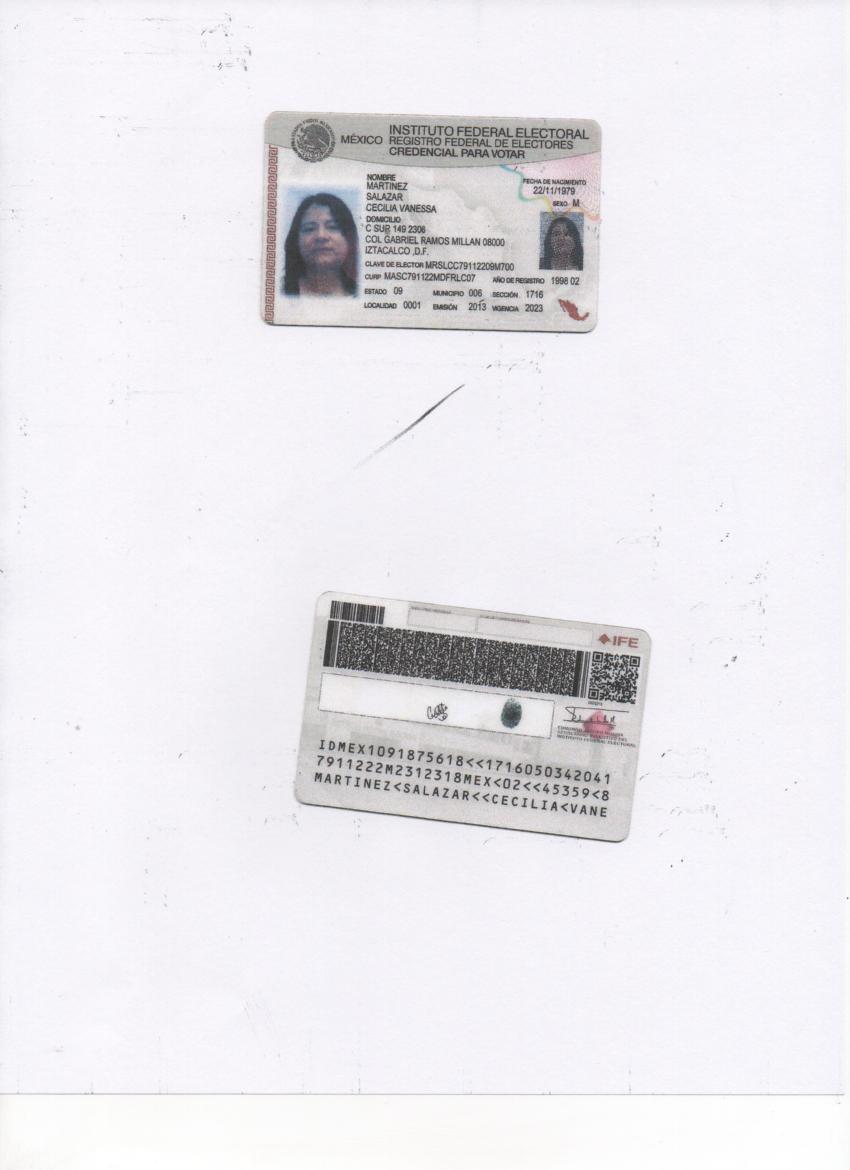 MÉXICO INSTITUTO FEDERAL ELECTORAL
REGISTRO FEDERAL DE ELECTORES
CREDENCIAL PARA VOTAR
NOMBRE
MARTINEZ
SALAZAR
CECILIA VANESSA
FECHA DE NACIMIENTO
22/11/1979
SEXO M
DOMICILIO
C SUR 149 2306
COL GABRIEL RAMOS MILLAN 08000
IZTACALCO ,D.F.
CLAVE DE ELECTOR MRSLCC79112209M700
CURP MASC791122MDFRLC07 AÑO DE REGISTRO 1998 02
ESTADO 09 MUNICIPIO 006 SECCIÓN 1716
LOCALIDAD 0001 EMISIÓN 2013 VIGENCIA 2023
IFE
INSTITUTO FEDERAL ELECTORAL
IDMEX1091875618<<1716050342041
7911222M2312318MEX<02<<45359<8
MARTINEZ<SALAZAR<<CECILIA<VANE